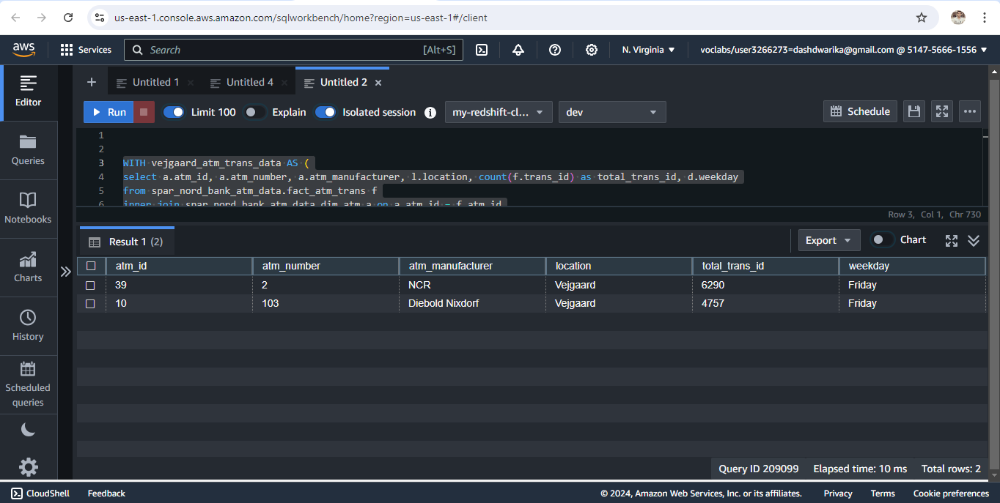 us-east-1.console.aws.amazon.com/sqlworkbench/home?region=us-east-1#/client
aws Services Search [Alt+S] N. Virginia voclabs/user3266273=dashdwarika@gmail.com @ 5147-5666-1556
Editor
Queries
Notebooks
Charts
History
Scheduled
queries
+ Untitled 1 × Untitled 4 × Untitled 2 ×
Run Limit 100 Explain Isolated session i my-redshift-cl... dev Schedule
1
2
3 WITH vejgaard_atm_trans_data AS (
4 select a.atm_id, a.atm_number, a.atm_manufacturer, l.location, count(f.trans_id) as total_trans_id, d.weekday
5 from spar_nord_bank_atm_data.fact_atm_trans f
6 inner join spar_nord_bank_atm_data.dim_atm a on a.atm_id = f.atm_id
Row 3, Col 1, Chr 730
Result 1 (2) Export Chart
atm_id atm_number atm_manufacturer location total_trans_id weekday
39 2 NCR Vejgaard 6290 Friday
10 103 Diebold Nixdorf Vejgaard 4757 Friday
Query ID 209099 Elapsed time: 10 ms Total rows: 2
CloudShell Feedback © 2024, Amazon Web Services, Inc. or its affiliates. Privacy Terms Cookie preferences